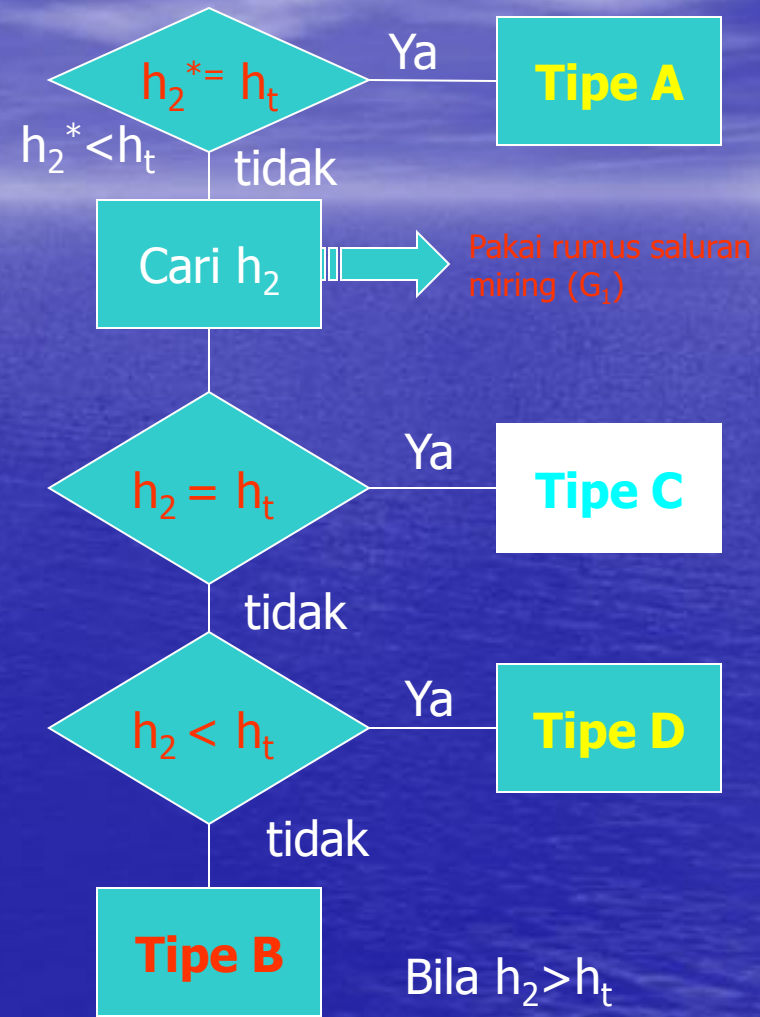 h₂*= hₜ
Ya
Tipe A
h₂*<hₜ
tidak
Cari h₂
Pakai rumus saluran
miring (G₁)
h₂ = hₜ
Ya
Tipe C
tidak
h₂ < hₜ
Ya
Tipe D
tidak
Tipe B
Bila h₂>hₜ